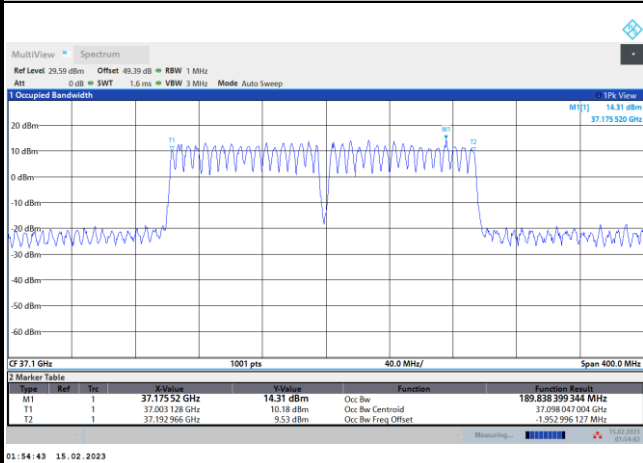 MultiView Spectrum
Ref Level 29.59 dBm Offset 49.39 dB RBW 1 MHz
Att 0 dB SWT 1.6 ms VBW 3 MHz Mode Auto Sweep
1 Occupied Bandwidth 1Pk View
M1[1] 14.31 dBm
37.175 520 GHz
20 dBm
M1
T1 T2
10 dBm
0 dBm
-10 dBm
-20 dBm
-30 dBm
-40 dBm
-50 dBm
-60 dBm
CF 37.1 GHz 1001 pts 40.0 MHz/ Span 400.0 MHz
2 Marker Table
Type Ref Trc X-Value Y-Value Function Function Result
M1 1 37.175 52 GHz 14.31 dBm Occ Bw 189.838 399 344 MHz
T1 1 37.003 128 GHz 10.18 dBm Occ Bw Centroid 37.098 047 004 GHz
T2 1 37.192 966 GHz 9.53 dBm Occ Bw Freq Offset -1.952 996 127 MHz
Measuring... 15.02.2023
01:54:42
01:54:43 15.02.2023